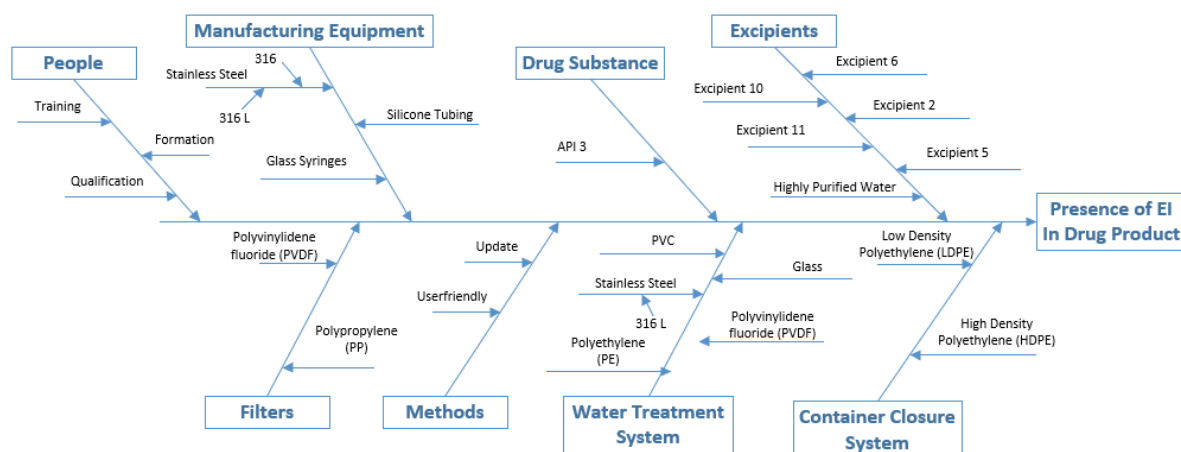 Manufacturing Equipment
Excipients
People
Drug Substance
316
Stainless Steel
316 L
Training
Formation
Qualification
Silicone Tubing
Glass Syringes
API 3
Excipient 6
Excipient 10
Excipient 2
Excipient 11
Excipient 5
Highly Purified Water
Presence of EI
In Drug Product
Polyvinylidene
fluoride (PVDF)
Polypropylene
(PP)
Update
Userfriendly
PVC
Glass
Stainless Steel
316 L
Polyvinylidene
fluoride (PVDF)
Polyethylene
(PE)
Low Density
Polyethylene (LDPE)
High Density
Polyethylene (HDPE)
Filters
Methods
Water Treatment
System
Container Closure
System